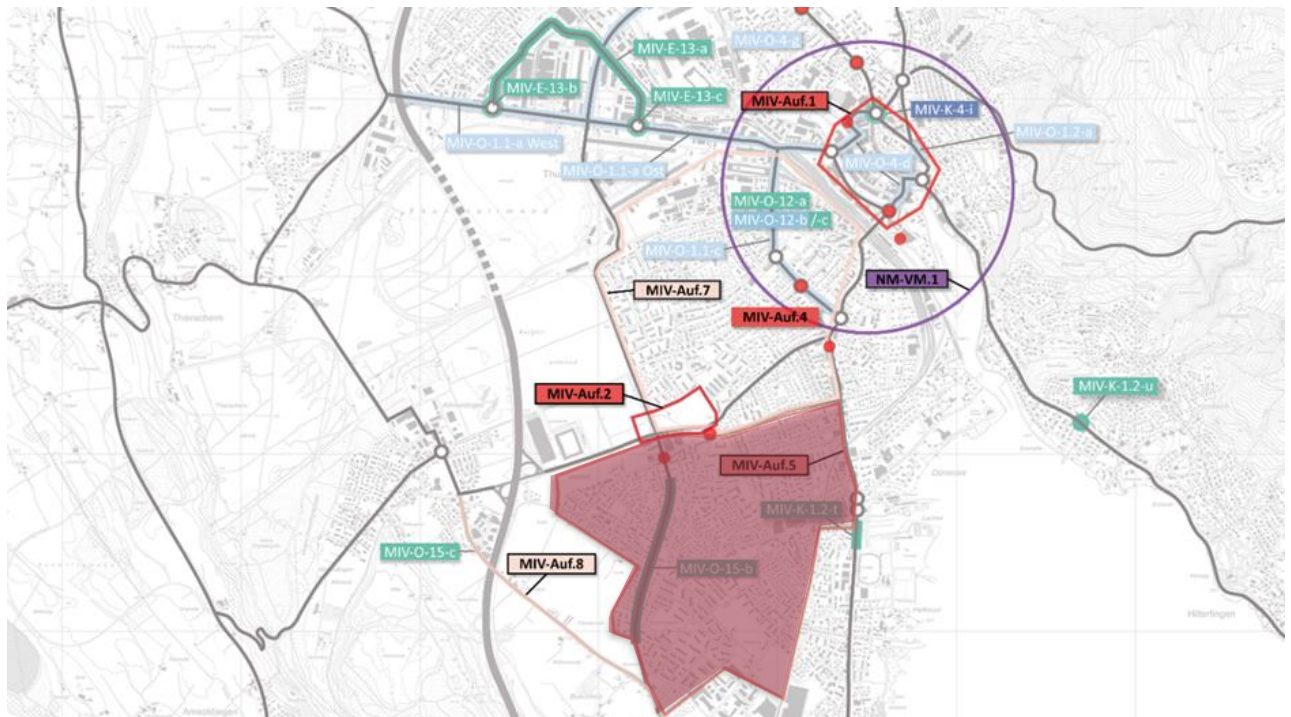 MIV-O-4-g
MIV-E-13-a
MIV-E-13-b
MIV-E-13-c
MIV-Auf.1
MIV-K-4-i
MIV-O-1.2-a
MIV-O-1.1-a West
MIV-O-1.1-a Ost
MIV-O-4-d
MIV-O-12-a
MIV-O-12-b /-c
MIV-O-1.1-c
NM-VM.1
MIV-Auf.7
MIV-Auf.4
Thierachern
MIV-Auf.2
MIV-K-1.2-u
MIV-Auf.5
Dürrenast
MIV-K-1.2-t
MIV-O-15-c
MIV-Auf.8
MIV-O-15-b
Hilterfingen
Amsoldingen